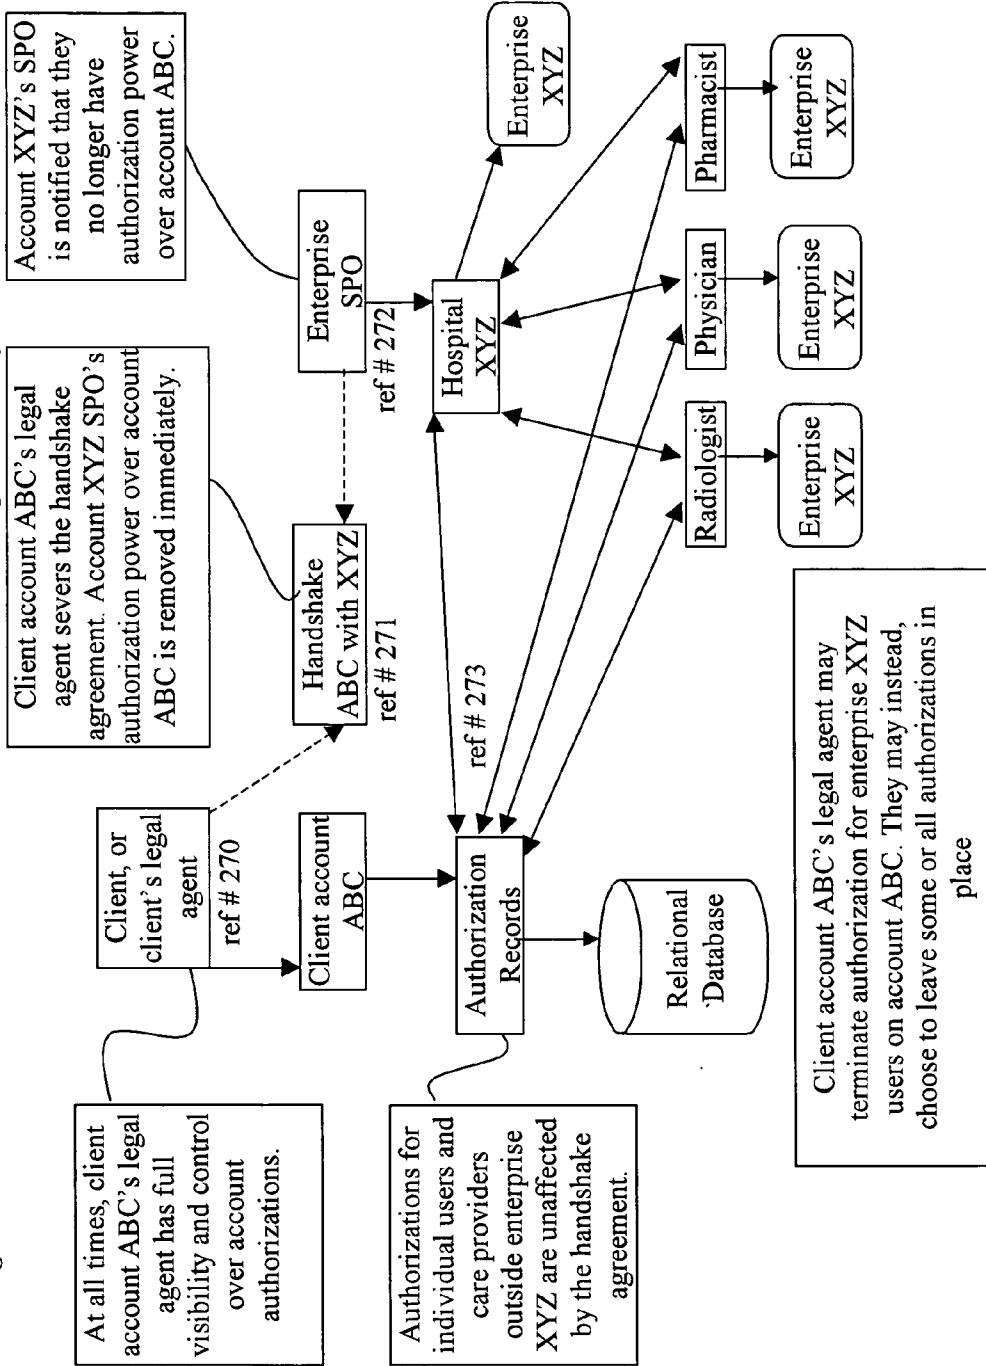 At all times, client
account ABC's legal
agent has full
visibility and control
over account
authorizations.
Client, or
client's legal
agent
ref # 270
Client account ABC's legal
agent severs the handshake
agreement. Account XYZ SPO's
authorization power over account
ABC is removed immediately.
Account XYZ's SPO
is notified that they
no longer have
authorization power
over account ABC.
Client account
ABC
Handshake
ABC with XYZ
ref # 271
Enterprise
SPO
ref # 272
Authorizations for
individual users and
care providers
outside enterprise
XYZ are unaffected
by the handshake
agreement.
Authorization
Records
ref # 273
Hospital
XYZ
Enterprise
XYZ
Relational
Database
Radiologist
Physician
Pharmacist
Enterprise
XYZ
Enterprise
XYZ
Enterprise
XYZ
Client account ABC's legal agent may
terminate authorization for enterprise XYZ
users on account ABC. They may instead,
choose to leave some or all authorizations in
place